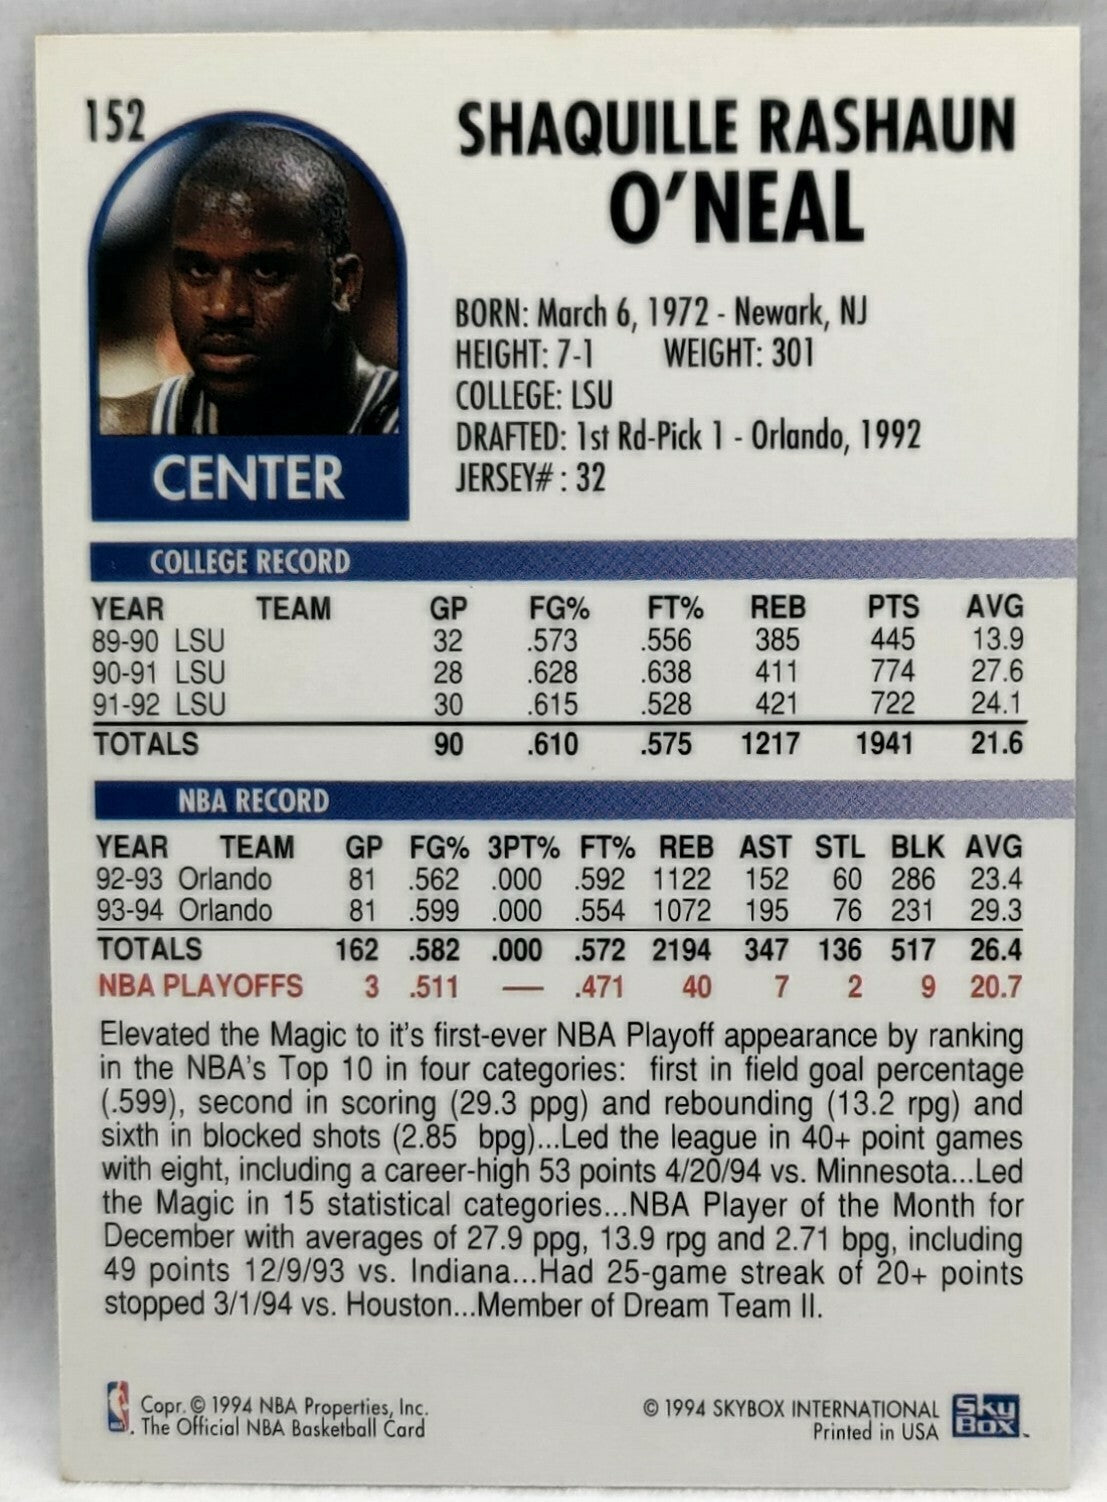 152
SHAQUILLE RASHAUN
O'NEAL
BORN: March 6, 1972 - Newark, NJ
HEIGHT: 7-1 WEIGHT: 301
COLLEGE: LSU
DRAFTED: 1st Rd-Pick 1 - Orlando, 1992
JERSEY# : 32
CENTER
COLLEGE RECORD
YEAR TEAM GP FG% FT% REB PTS AVG
89-90 LSU 32 .573 .556 385 445 13.9
90-91 LSU 28 .628 .638 411 774 27.6
91-92 LSU 30 .615 .528 421 722 24.1
TOTALS 90 .610 .575 1217 1941 21.6
NBA RECORD
YEAR TEAM GP FG% 3PT% FT% REB AST STL BLK AVG
92-93 Orlando 81 .562 .000 .592 1122 152 60 286 23.4
93-94 Orlando 81 .599 .000 .554 1072 195 76 231 29.3
TOTALS 162 .582 .000 .572 2194 347 136 517 26.4
NBA PLAYOFFS 3 .511 — .471 40 7 2 9 20.7
Elevated the Magic to it's first-ever NBA Playoff appearance by ranking
in the NBA's Top 10 in four categories: first in field goal percentage
(.599), second in scoring (29.3 ppg) and rebounding (13.2 rpg) and
sixth in blocked shots (2.85 bpg)...Led the league in 40+ point games
with eight, including a career-high 53 points 4/20/94 vs. Minnesota...Led
the Magic in 15 statistical categories...NBA Player of the Month for
December with averages of 27.9 ppg, 13.9 rpg and 2.71 bpg, including
49 points 12/9/93 vs. Indiana...Had 25-game streak of 20+ points
stopped 3/1/94 vs. Houston...Member of Dream Team II.
Copr. © 1994 NBA Properties, Inc.
The Official NBA Basketball Card
© 1994 SKYBOX INTERNATIONAL
Printed in USA
SkyBox